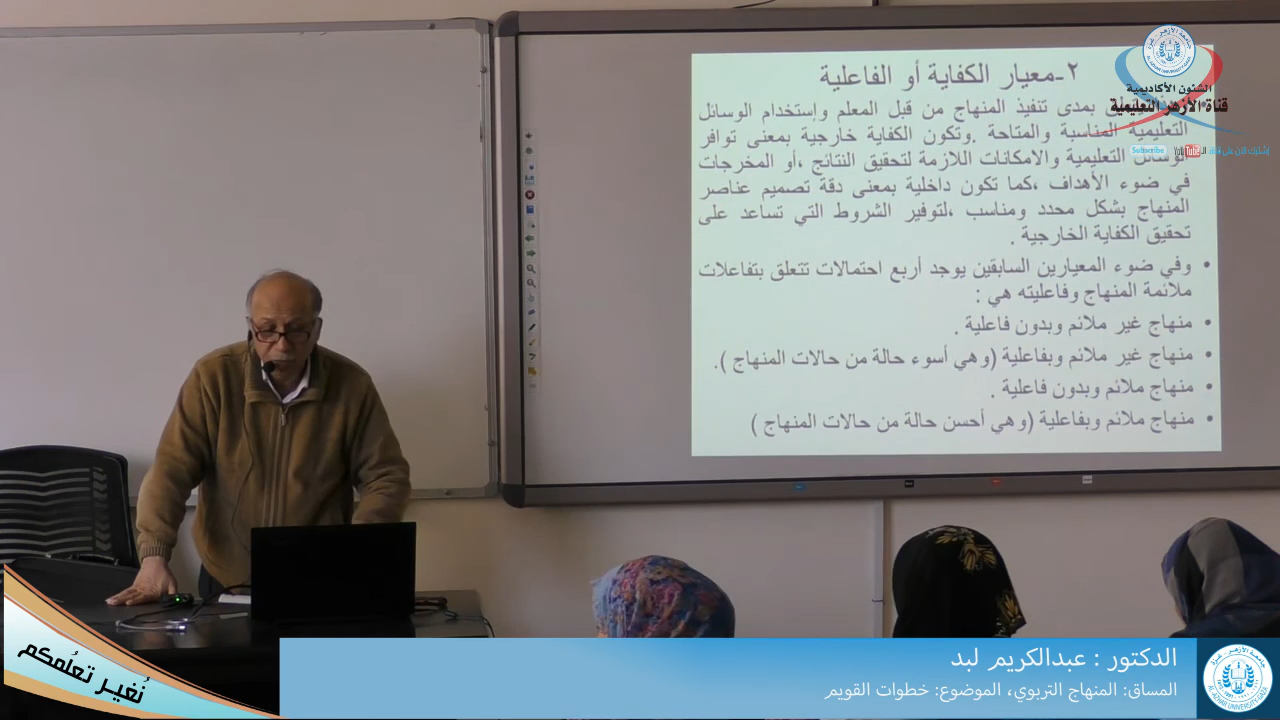 ٢-معيار الكفاية أو الفاعلية
بمدى تنفيذ المنهاج من قبل المعلم وإستخدام الوسائل
التعليمية المناسبة والمتاحة .وتكون الكفاية خارجية بمعنى توافر
الوسائل التعليمية والامكانات اللازمة لتحقيق النتائج ،أو المخرجات
في ضوء الأهداف ،كما تكون داخلية بمعنى دقة تصميم عناصر
المنهاج بشكل محدد ومناسب ،لتوفير الشروط التي تساعد على
تحقيق الكفاية الخارجية .
• وفي ضوء المعيارين السابقين يوجد أربع احتمالات تتعلق بتفاعلات
ملائمة المنهاج وفاعليته هي :
• منهاج غير ملائم وبدون فاعلية .
• منهاج غير ملائم وبفاعلية (وهي أسوء حالة من حالات المنهاج ).
• منهاج ملائم وبدون فاعلية .
• منهاج ملائم وبفاعلية (وهي أحسن حالة من حالات المنهاج )
الشئون الأكاديمية
قناة الأزهر التعليمية
Subscribe
YouTube
نُغير تعلمكم
الدكتور : عبدالكريم لبد
المساق: المنهاج التربوي، الموضوع: خطوات القويم